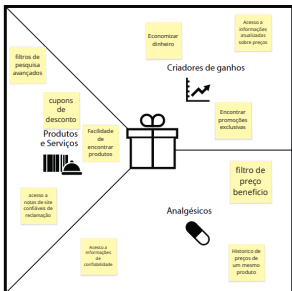 Economizar
dinheiro
Acesso a
informações
atualizadas
sobre preços
filtros de
pesquisa
avançados
Criadores de ganhos
cupons
de
desconto
Encontrar
promoções
exclusivas
Produtos
e Serviços
Facilidade
de
encontrar
produtos
filtro de
preço
beneficio
acesso a
notas de site
confiáveis de
reclamação
Analgésicos
Acesso a
informações
de
confiabilidade
Historico de
preços de
um mesmo
produto